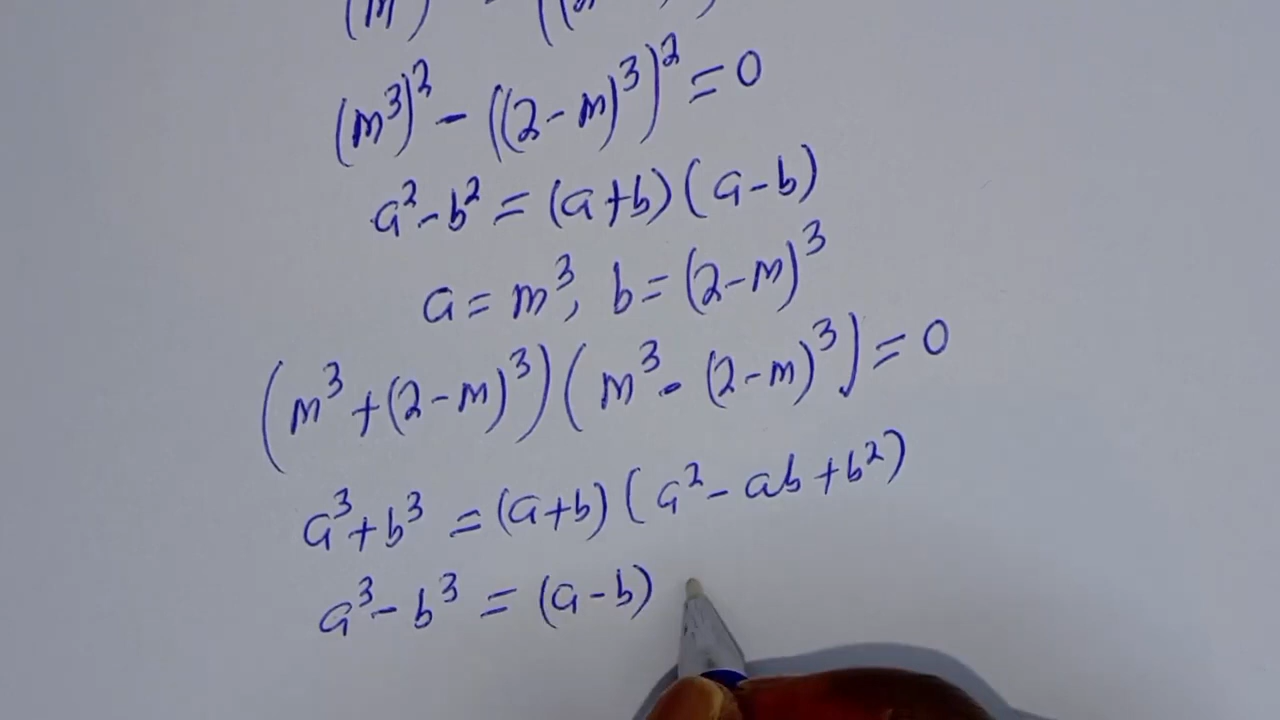 (m³)² - ((2-m)³)² = 0
a² - b² = (a+b)(a-b)
a = m³, b = (2-m)³
(m³ + (2-m)³)(m³ - (2-m)³) = 0
a³ + b³ = (a+b)(a² - ab + b²)
a³ - b³ = (a-b)